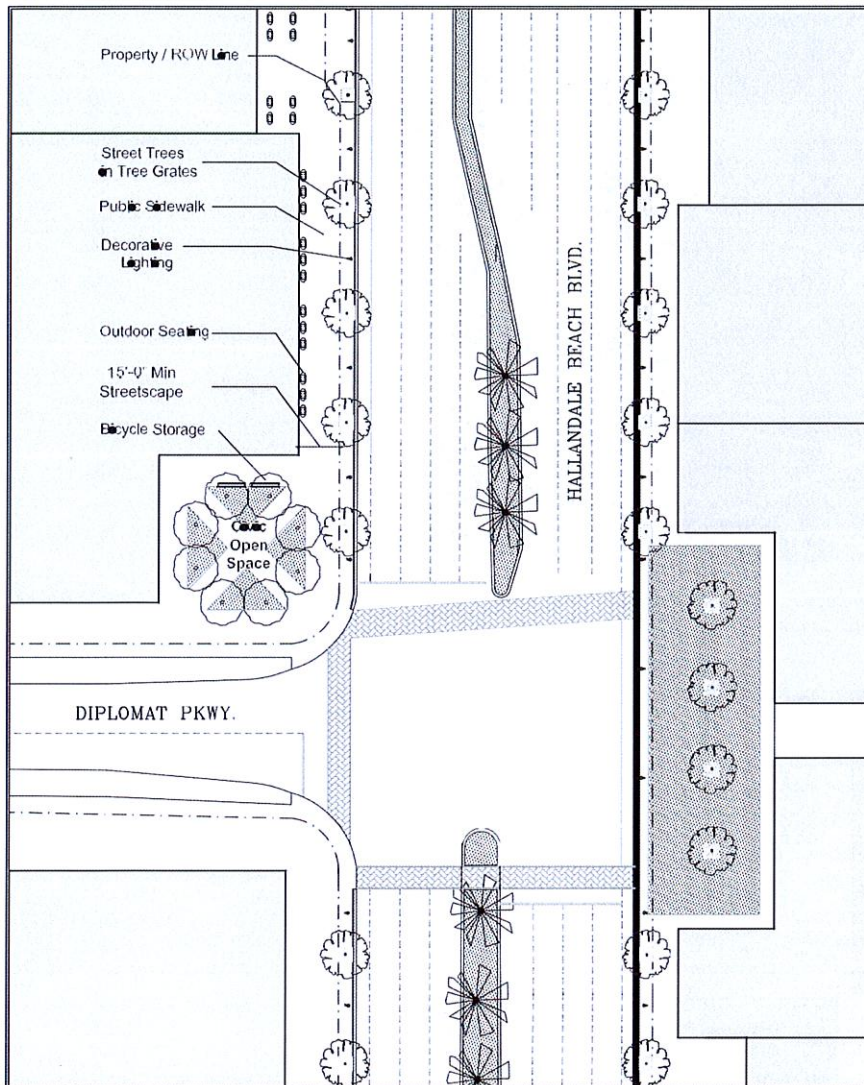 Property / ROW Line
Street Trees
in Tree Grates
Public Sidewalk
Decorative
Lighting
Outdoor Seating
15'-0' Min
Streetscape
Bicycle Storage
Civic
Open
Space
HALLANDALE BEACH BLVD.
DIPLOMAT PKWY.